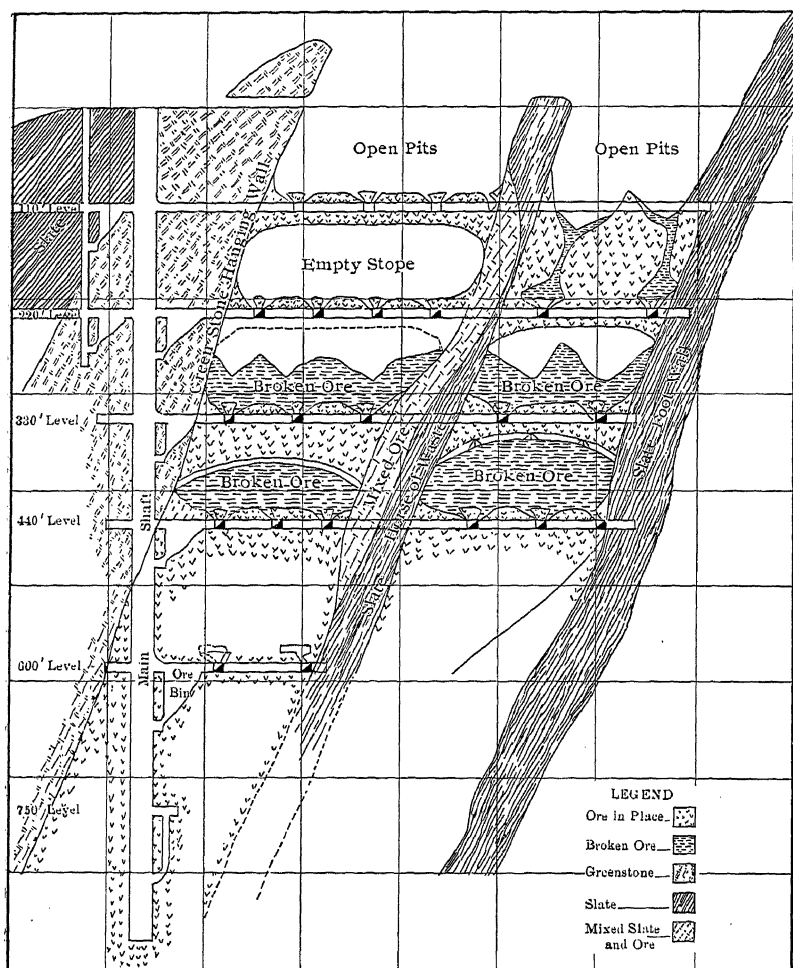 Open Pits
Open Pits
110' Level
Slate
Green Stone Hanging Wall
Empty Stope
220' Level
Broken Ore
Broken Ore
330' Level
Broken Ore
Broken Ore
Mixed Ore
Slate Horse of Waste
Slate Foot Wall
440' Level
Main Shaft
600' Level
Ore
Bin
750' Level
LEGEND
Ore in Place
Broken Ore
Greenstone
Slate
Mixed Slate
and Ore